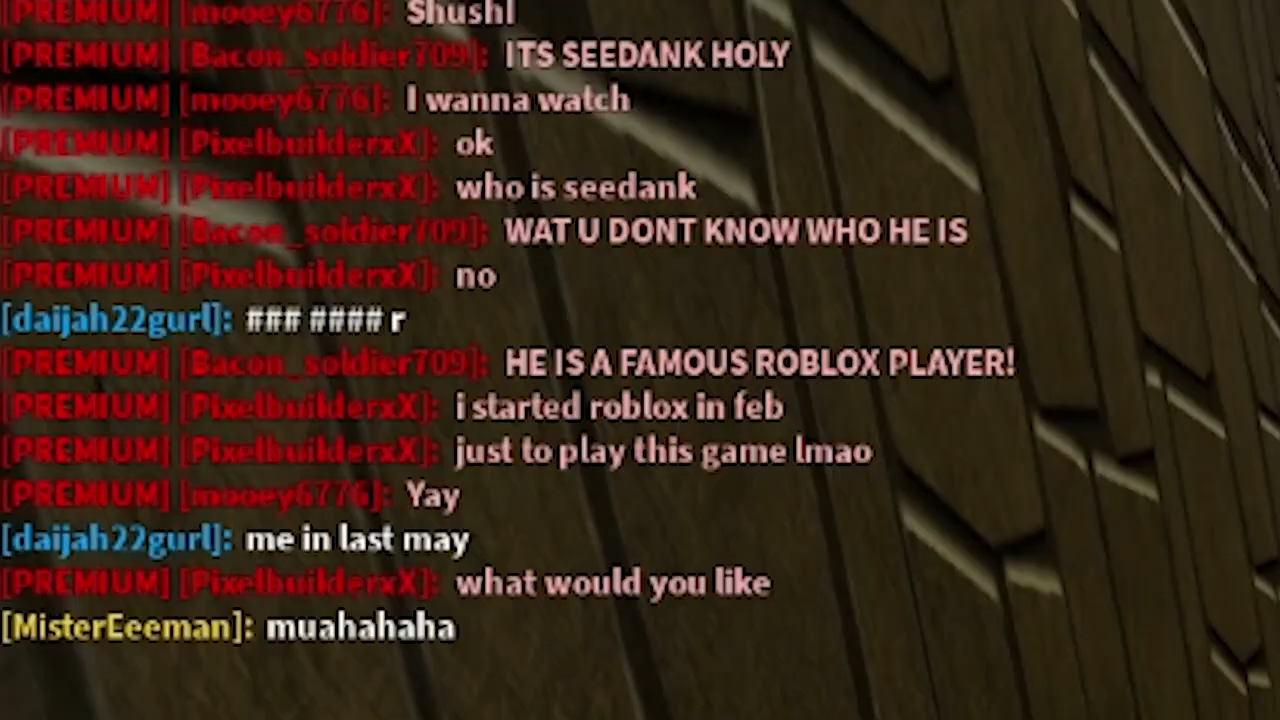 [PREMIUM] [mooey6776]: Shush!
[PREMIUM] [Bacon_soldier709]: ITS SEEDANK HOLY
[PREMIUM] [mooey6776]: I wanna watch
[PREMIUM] [PixelbuilderxX]: ok
[PREMIUM] [PixelbuilderxX]: who is seedank
[PREMIUM] [Bacon_soldier709]: WAT U DONT KNOW WHO HE IS
[PREMIUM] [PixelbuilderxX]: no
[daijah22gurl]: ### #### r
[PREMIUM] [Bacon_soldier709]: HE IS A FAMOUS ROBLOX PLAYER!
[PREMIUM] [PixelbuilderxX]: i started roblox in feb
[PREMIUM] [PixelbuilderxX]: just to play this game lmao
[PREMIUM] [mooey6776]: Yay
[daijah22gurl]: me in last may
[PREMIUM] [PixelbuilderxX]: what would you like
[MisterEeeman]: muahahaha